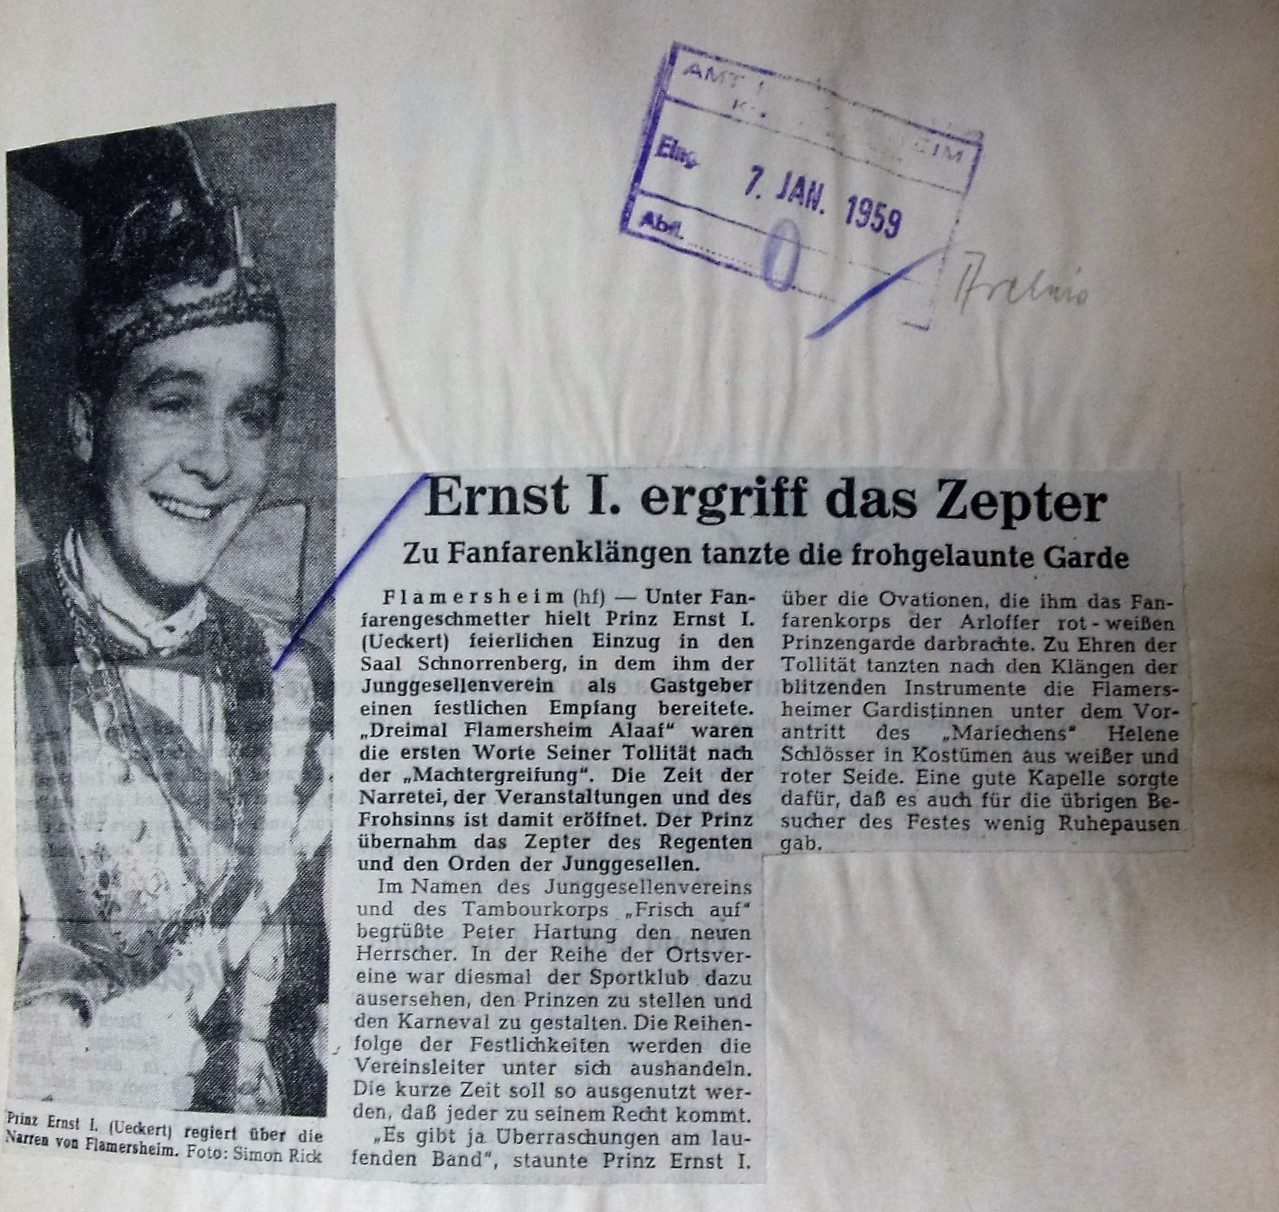 AMT
Eing. 7. JAN. 1959
Abt.
Ernst I. ergriff das Zepter
Zu Fanfarenklängen tanzte die frohgelaunte Garde
Flamersheim (hf) — Unter Fan-
farengeschmetter hielt Prinz Ernst I.
(Ueckert) feierlichen Einzug in den
Saal Schnorrenberg, in dem ihm der
Junggesellenverein als Gastgeber
einen festlichen Empfang bereitete.
„Dreimal Flamersheim Alaaf“ waren
die ersten Worte Seiner Tollität nach
der „Machtergreifung“. Die Zeit der
Narretei, der Veranstaltungen und des
Frohsinns ist damit eröffnet. Der Prinz
übernahm das Zepter des Regenten
und den Orden der Junggesellen.
Im Namen des Junggesellenvereins
und des Tambourkorps „Frisch auf“
begrüßte Peter Hartung den neuen
Herrscher. In der Reihe der Ortsver-
eine war diesmal der Sportklub dazu
ausersehen, den Prinzen zu stellen und
den Karneval zu gestalten. Die Reihen-
folge der Festlichkeiten werden die
Vereinsleiter unter sich aushandeln.
Die kurze Zeit soll so ausgenutzt wer-
den, daß jeder zu seinem Recht kommt.
„Es gibt ja Überraschungen am lau-
fenden Band“, staunte Prinz Ernst I.
über die Ovationen, die ihm das Fan-
farenkorps der Arloffer rot-weißen
Prinzengarde darbrachte. Zu Ehren der
Tollität tanzten nach den Klängen der
blitzenden Instrumente die Flamers-
heimer Gardistinnen unter dem Vor-
antritt des „Mariechens“ Helene
Schlösser in Kostümen aus weißer und
roter Seide. Eine gute Kapelle sorgte
dafür, daß es auch für die übrigen Be-
sucher des Festes wenig Ruhepausen
gab.
Prinz Ernst I. (Ueckert) regiert über die
Narren von Flamersheim. Foto: Simon Rick